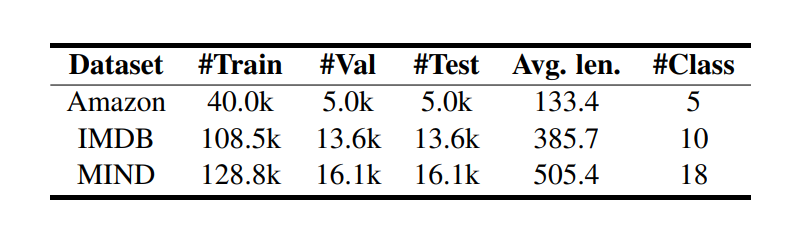 Dataset #Train #Val #Test Avg. len. #Class
Amazon 40.0k 5.0k 5.0k 133.4 5
IMDB 108.5k 13.6k 13.6k 385.7 10
MIND 128.8k 16.1k 16.1k 505.4 18